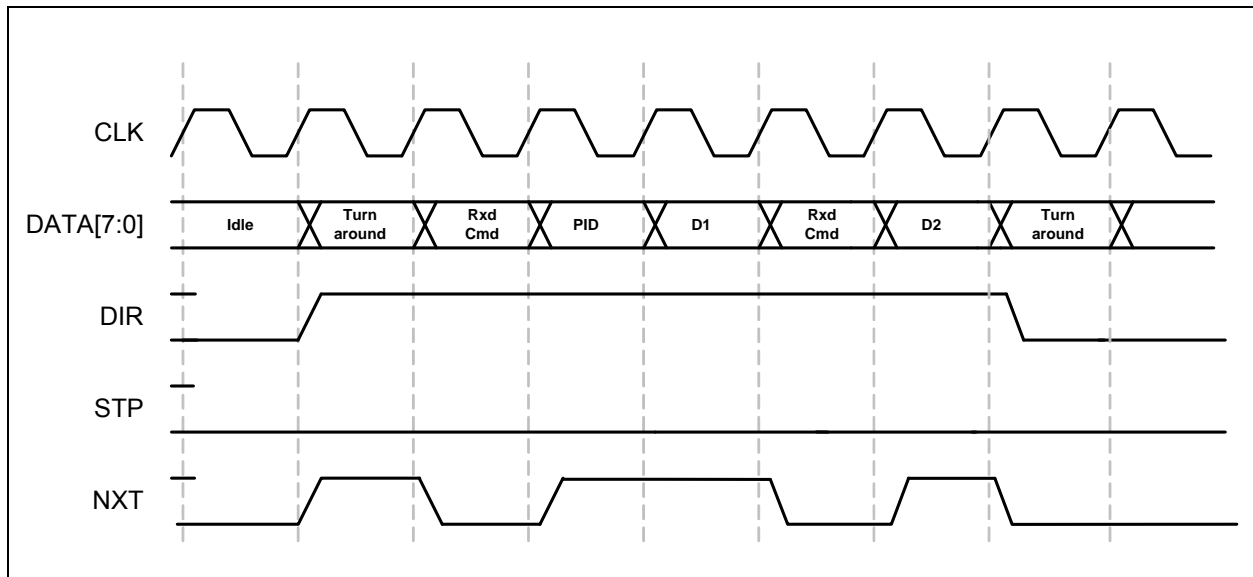 CLK
DATA[7:0]
Idle
Turn
around
Rxd
Cmd
PID
D1
Rxd
Cmd
D2
Turn
around
DIR
STP
NXT